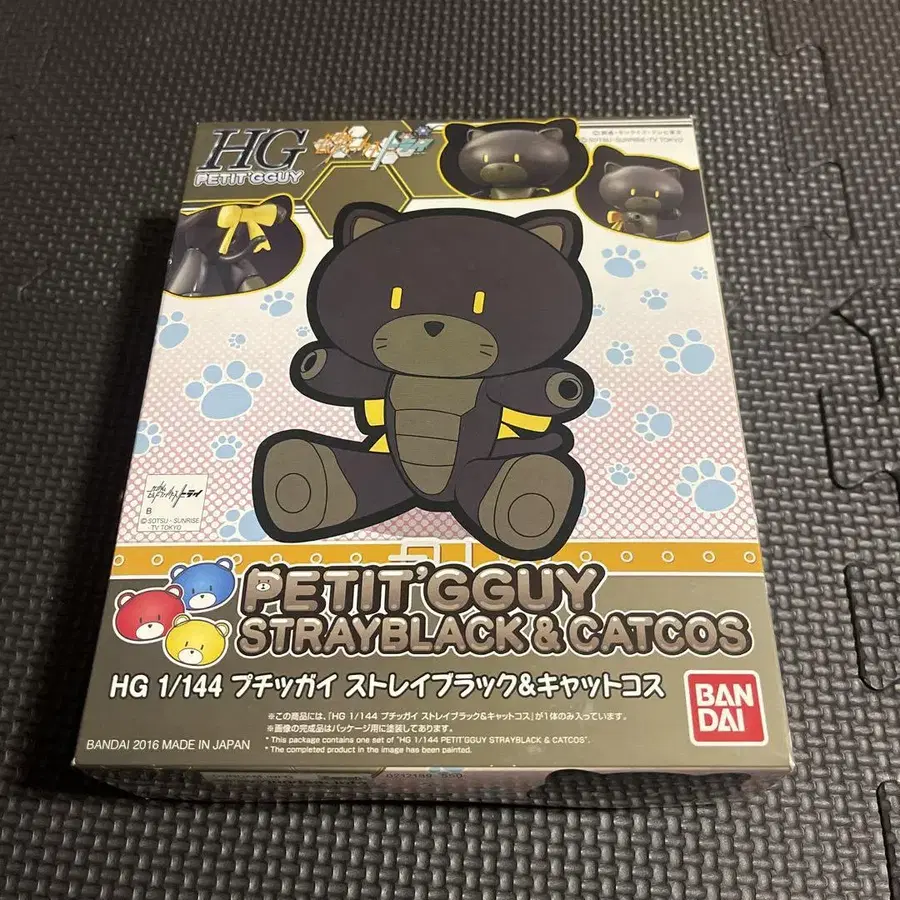 HG
PETIT'GGUY
©創通・サンライズ・テレビ東京
©SOTSU・SUNRISE・TV TOKYO
B
©SOTSU・SUNRISE
・TV TOKYO
PETIT'GGUY
STRAYBLACK & CATCOS
HG 1/144 プチッガイ ストレイブラック&キャットコス
※この商品には、「HG 1/144 プチッガイ ストレイブラック&キャットコス」が1体のみ入っています。
※画像の完成品はパッケージ用に塗装してあります。
* This package contains one set of "HG 1/144 PETIT'GGUY STRAYBLACK & CATCOS".
* The completed product in the image has been painted.
BANDAI 2016 MADE IN JAPAN
BAN
DAI